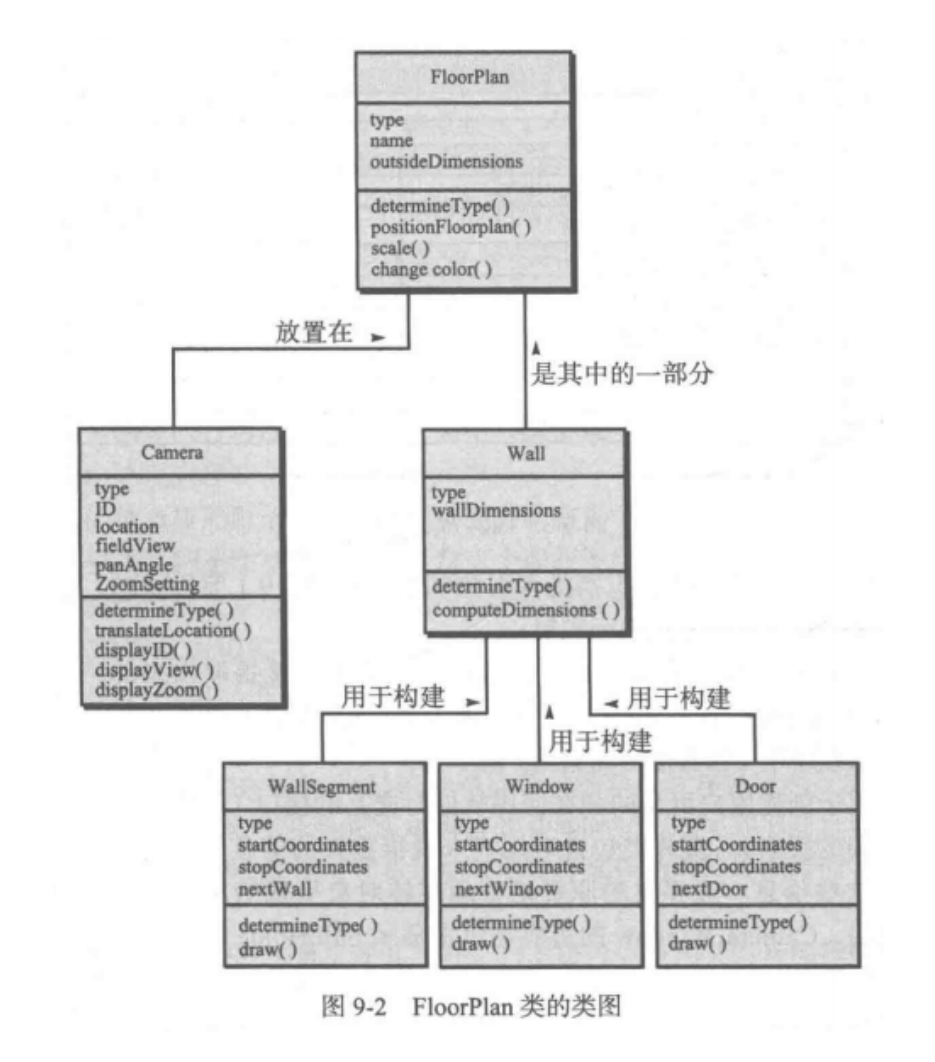 FloorPlan
type
name
outsideDimensions
determineType( )
positionFloorplan( )
scale( )
change color( )
放置在
是其中的一部分
Camera
type
ID
location
fieldView
panAngle
ZoomSetting
determineType( )
translateLocation( )
displayID( )
displayView( )
displayZoom( )
Wall
type
wallDimensions
determineType( )
computeDimensions ( )
用于构建
用于构建
用于构建
WallSegment
type
startCoordinates
stopCoordinates
nextWall
determineType( )
draw( )
Window
type
startCoordinates
stopCoordinates
nextWindow
determineType( )
draw( )
Door
type
startCoordinates
stopCoordinates
nextDoor
determineType( )
draw( )
图 9-2 FloorPlan 类的类图